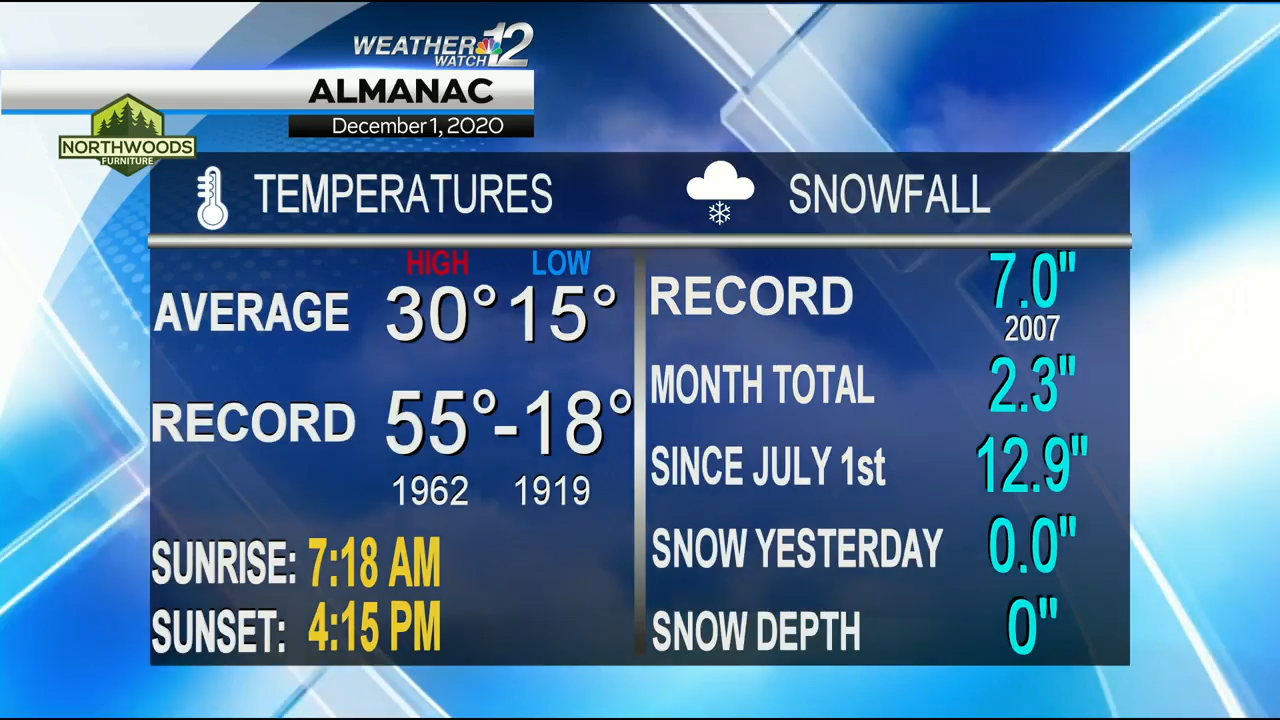 WEATHER 12
WATCH
ALMANAC
December 1, 2020
NORTHWOODS
FURNITURE
TEMPERATURES
HIGH LOW
AVERAGE 30° 15°
RECORD 55° -18°
1962 1919
SUNRISE: 7:18 AM
SUNSET: 4:15 PM
SNOWFALL
RECORD 7.0"
2007
MONTH TOTAL 2.3"
SINCE JULY 1st 12.9"
SNOW YESTERDAY 0.0"
SNOW DEPTH 0"